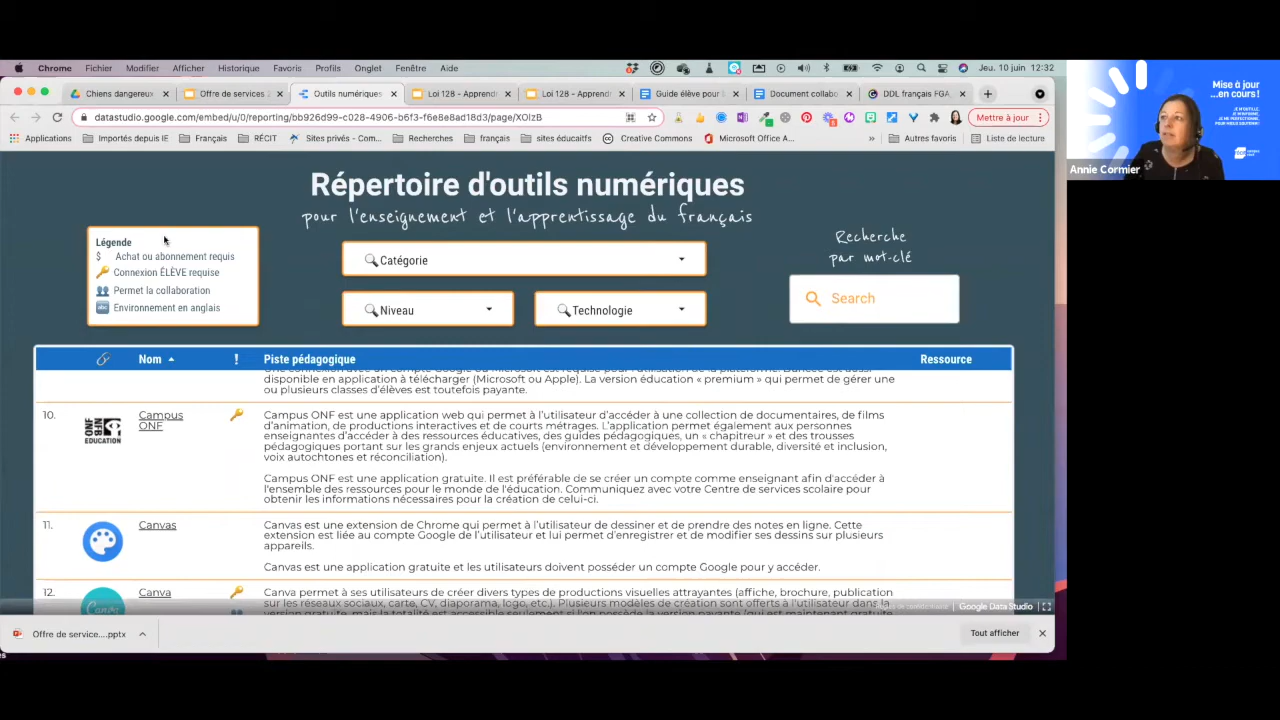 Chrome Fichier Modifier Afficher Historique Favoris Profils Onglet Fenêtre Aide Jeu. 10 juin 12:32
Chiens dangereux Offre de services Outils numériques Loi 128 – Apprend Loi 128 – Apprend Guide élève pour Document collabo DDL français FGA
datastudio.google.com/embed/u/0/reporting/bb926d99-c028-4906-b6f3-f6e8e8ad18d3/page/XOIzB Mettre à jour
Applications Importés depuis IE Français RÉCIT Sites privés - Com... Recherches français sites éducatifs Creative Commons Microsoft Office A... » Autres favoris Liste de lecture
Mise à jour
...en cours!
Annie Cormier
Répertoire d'outils numériques
pour l'enseignement et l'apprentissage du français
Légende
$ Achat ou abonnement requis
Connexion ÉLÈVE requise
Permet la collaboration
abc Environnement en anglais
Catégorie
Niveau
Technologie
Recherche
par mot-clé
Search
Nom ! Piste pédagogique Ressource
disponible en application à télécharger (Microsoft ou Apple). La version éducation « premium » qui permet de gérer une
ou plusieurs classes d'élèves est toutefois payante.
10. Campus ONF
ONF NFB EDUCATION
Campus ONF est une application web qui permet à l'utilisateur d'accéder à une collection de documentaires, de films
d'animation, de productions interactives et de courts métrages. L'application permet également aux personnes
enseignantes d'accéder à des ressources éducatives, des guides pédagogiques, un « chapitreur » et des trousses
pédagogiques portant sur les grands enjeux actuels (environnement et développement durable, diversité et inclusion,
voix autochtones et réconciliation).
Campus ONF est une application gratuite. Il est préférable de se créer un compte comme enseignant afin d'accéder à
l'ensemble des ressources pour le monde de l'éducation. Communiquez avec votre Centre de services scolaire pour
obtenir les informations nécessaires pour la création de celui-ci.
11. Canvas
Canvas est une extension de Chrome qui permet à l'utilisateur de dessiner et de prendre des notes en ligne. Cette
extension est liée au compte Google de l'utilisateur et lui permet d'enregistrer et de modifier ses dessins sur plusieurs
appareils.
Canvas est une application gratuite et les utilisateurs doivent posséder un compte Google pour y accéder.
12. Canva
Canva
Canva permet à ses utilisateurs de créer divers types de productions visuelles attrayantes (affiche, brochure, publication
sur les réseaux sociaux, carte, CV, diaporama, logo, etc.). Plusieurs modèles de création sont offerts à l'utilisateur dans la
Google Data Studio
Offre de service....pptx Tout afficher